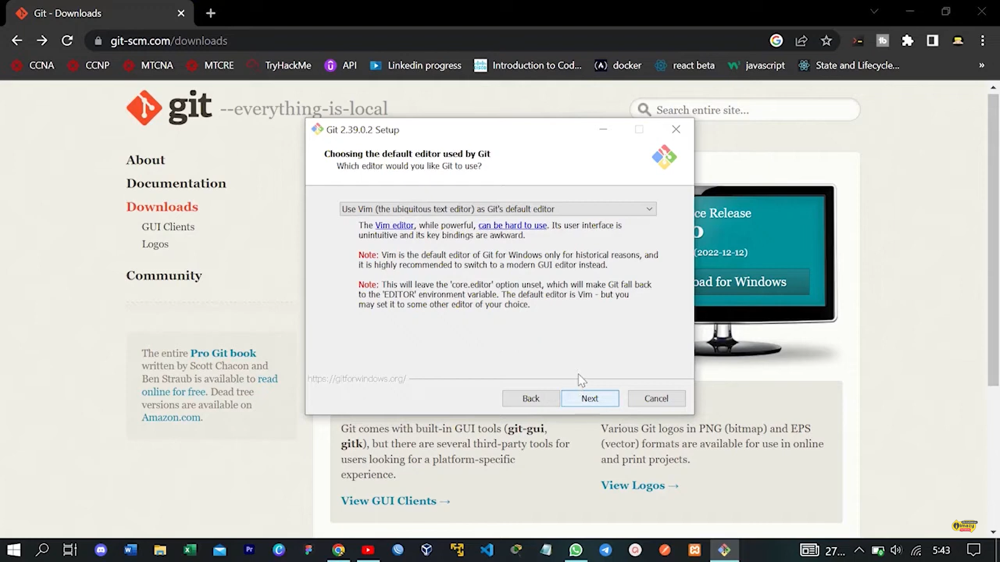 Git - Downloads
git-scm.com/downloads
CCNA
CCNP
MTCNA
MTCRE
TryHackMe
API
Linkedin progress
Introduction to Cod...
docker
react beta
javascript
State and Lifecycle...
»
git --everything-is-local
Search entire site...
About
Documentation
Downloads
GUI Clients
Logos
Community
The entire Pro Git book
written by Scott Chacon and
Ben Straub is available to read
online for free. Dead tree
versions are available on
Amazon.com.
Git 2.39.0.2 Setup
Choosing the default editor used by Git
Which editor would you like Git to use?
Use Vim (the ubiquitous text editor) as Git's default editor
The Vim editor, while powerful, can be hard to use. Its user interface is
unintuitive and its key bindings are awkward.
Note: Vim is the default editor of Git for Windows only for historical reasons, and
it is highly recommended to switch to a modern GUI editor instead.
Note: This will leave the 'core.editor' option unset, which will make Git fall back
to the 'EDITOR' environment variable. The default editor is Vim - but you
may set it to some other editor of your choice.
https://gitforwindows.org/
Back
Next
Cancel
ce Release
(2022-12-12)
oad for Windows
Git comes with built-in GUI tools (git-gui,
gitk), but there are several third-party tools for
users looking for a platform-specific
experience.
View GUI Clients →
Various Git logos in PNG (bitmap) and EPS
(vector) formats are available for use in online
and print projects.
View Logos →
imazy
27...
5:43